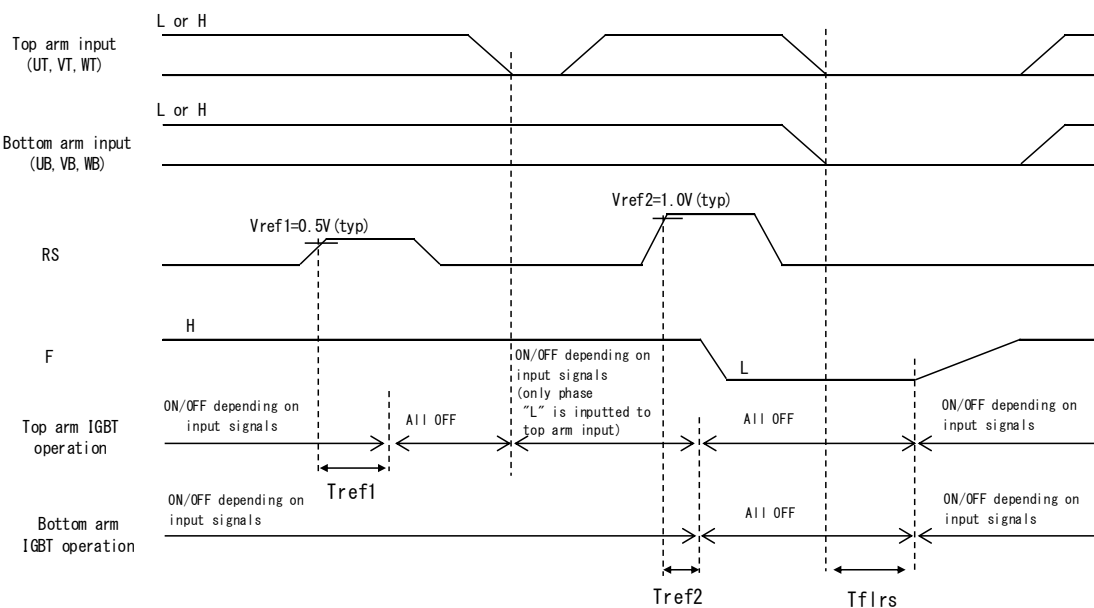 L or H
Top arm input
(UT,VT,WT)
L or H
Bottom arm input
(UB,VB,WB)
Vref1=0.5V(typ)
Vref2=1.0V(typ)
RS
H
F
L
ON/OFF depending on
input signals
(only phase
"L" is inputted to
top arm input)
Top arm IGBT
operation
ON/OFF depending on
input signals
All OFF
All OFF
ON/OFF depending on
input signals
Tref1
Bottom arm
IGBT operation
ON/OFF depending on
input signals
All OFF
ON/OFF depending on
input signals
Tref2
Tflrs